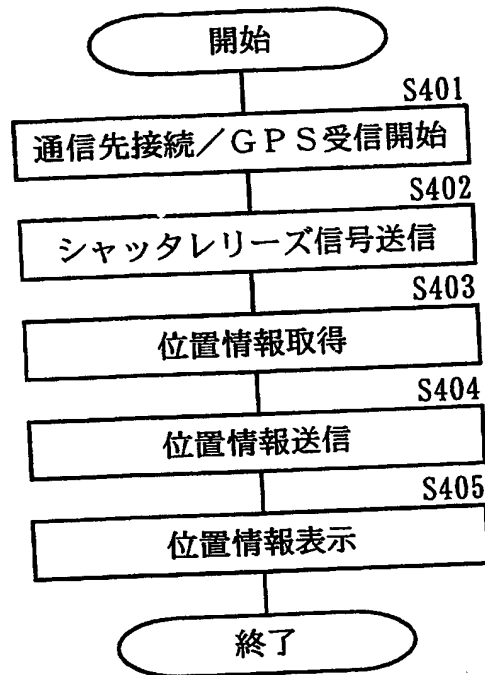 開始
S401
通信先接続／GPS受信開始
S402
シャッタレリーズ信号送信
S403
位置情報取得
S404
位置情報送信
S405
位置情報表示
終了